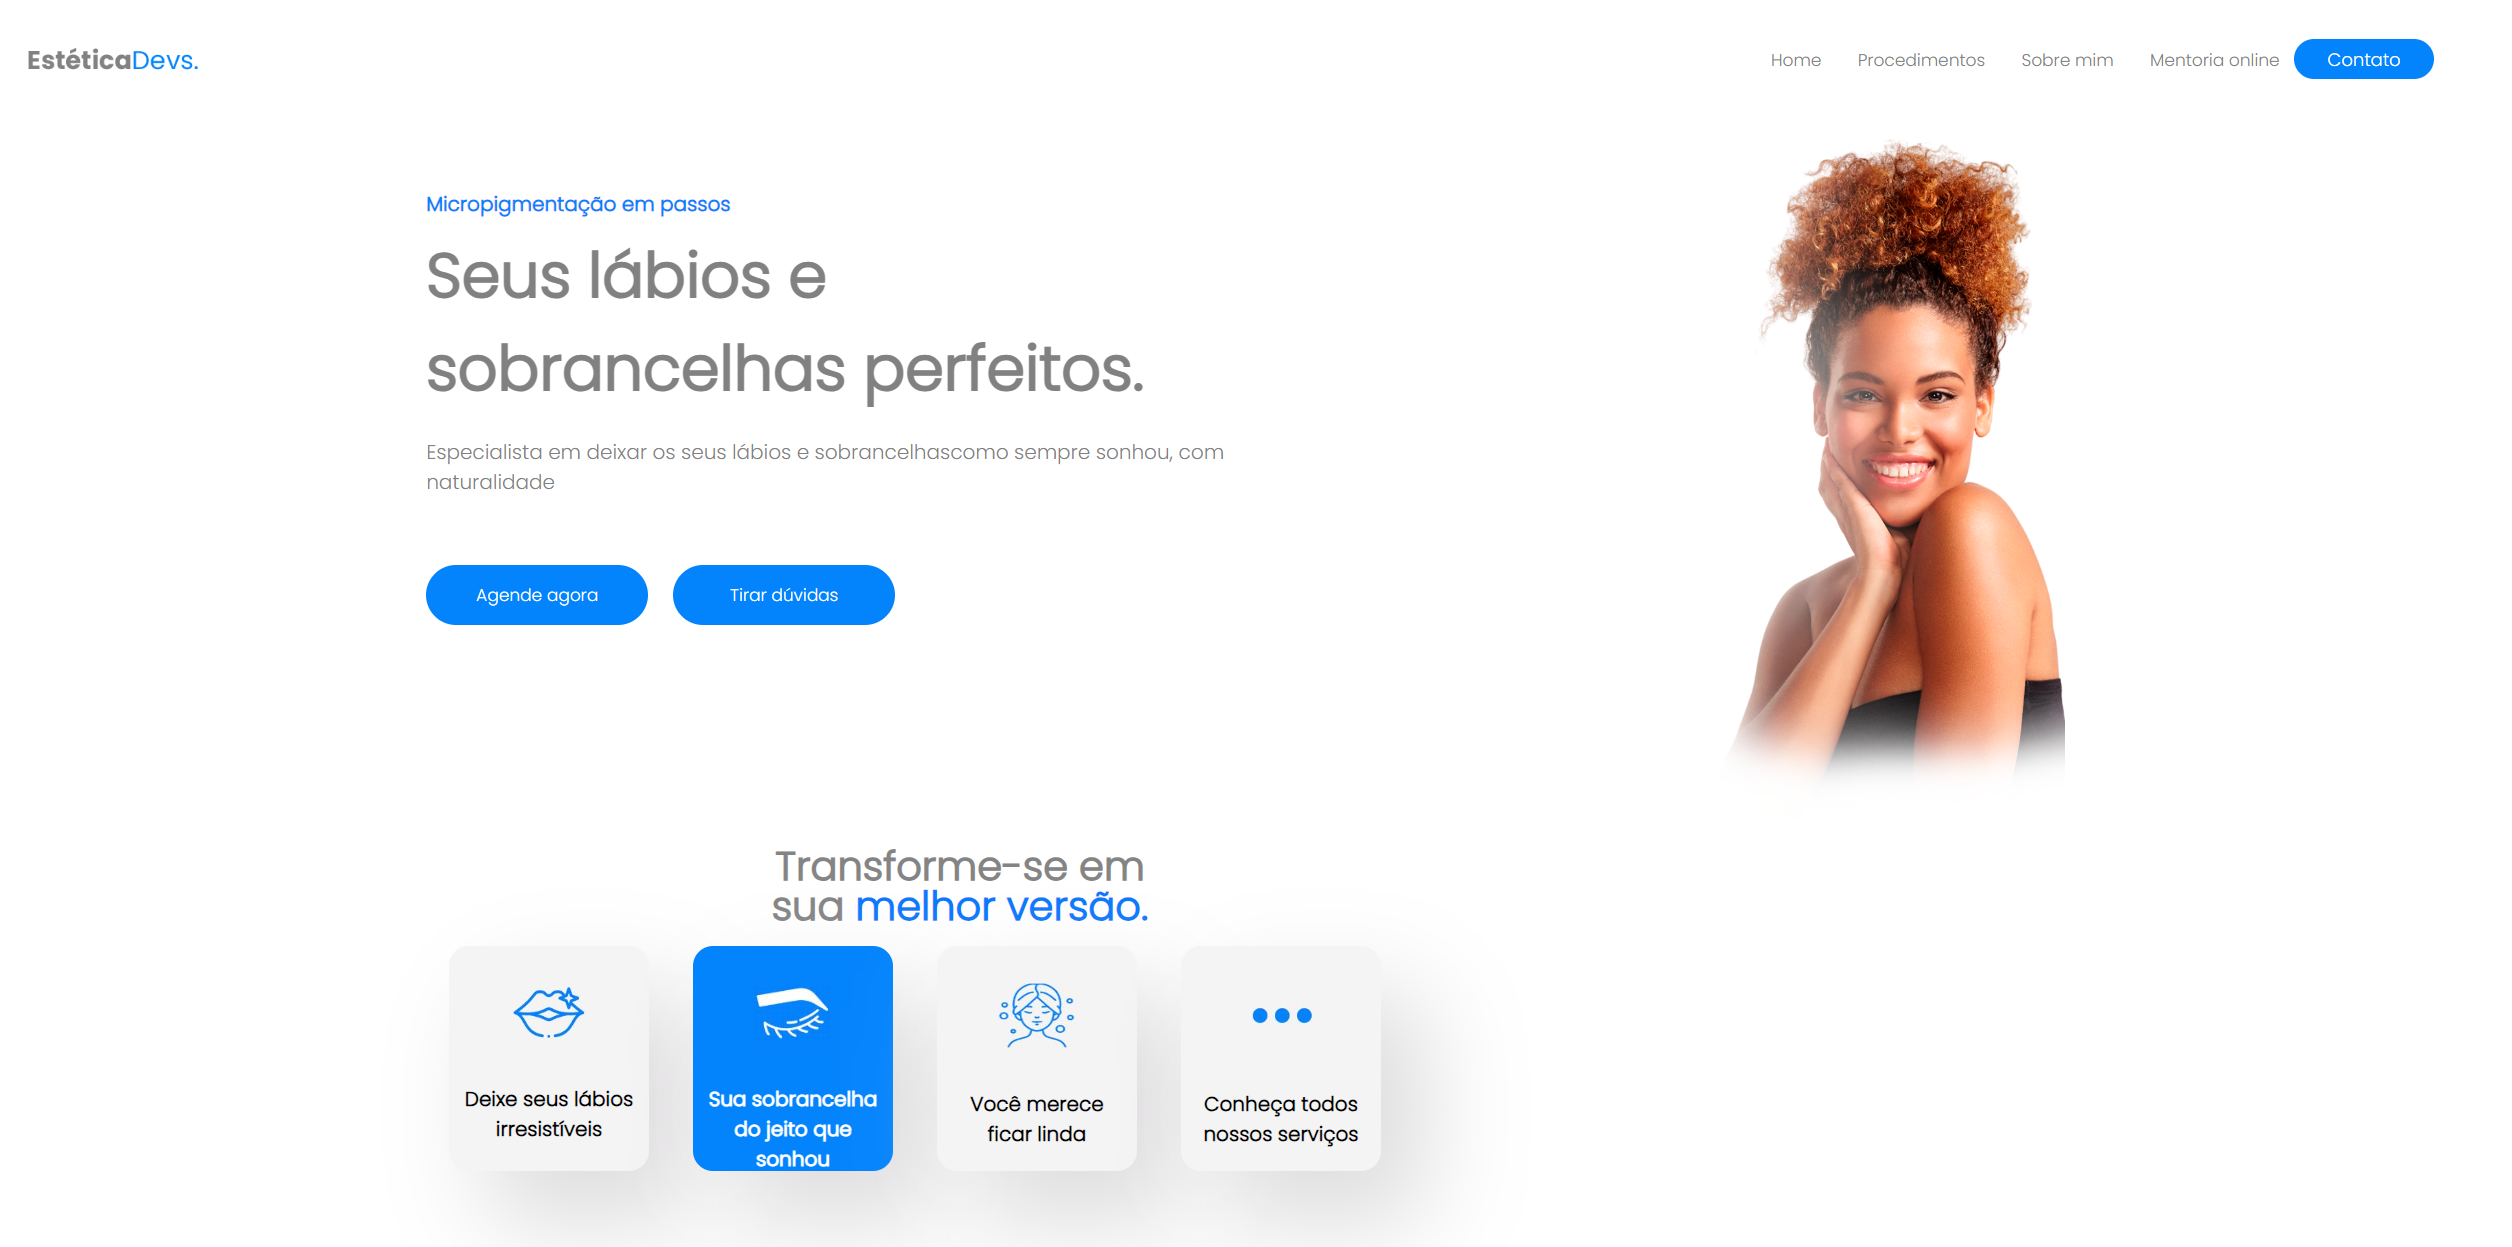 EstéticaDevs.
Home Procedimentos Sobre mim Mentoria online Contato
Micropigmentação em passos
Seus lábios e
sobrancelhas perfeitos.
Especialista em deixar os seus lábios e sobrancelhascomo sempre sonhou, com
naturalidade
Agende agora Tirar dúvidas
Transforme-se em
sua melhor versão.
Deixe seus lábios
irresistíveis
Sua sobrancelha
do jeito que
sonhou
Você merece
ficar linda
Conheça todos
nossos serviços